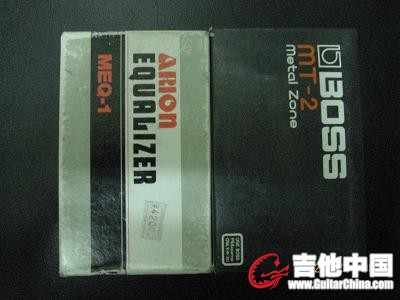 ARION
EQUALIZER
MEQ-1
BOSS
MT-2
Metal Zone
吉他中国
www.GuitarChina.com